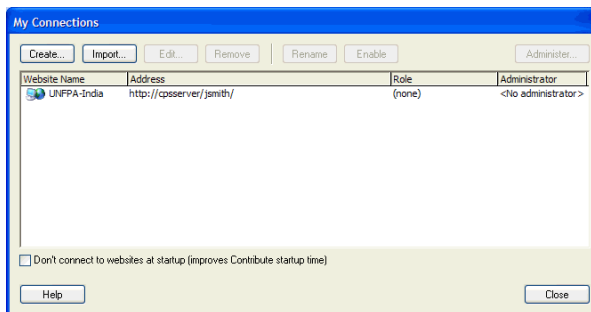 My Connections
Create... Import... Edit... Remove Rename Enable Administer...
Website Name Address Role Administrator
UNFPA-India http://cpsserver/jsmith/ (none) <No administrator>
Don't connect to websites at startup (improves Contribute startup time)
Help Close